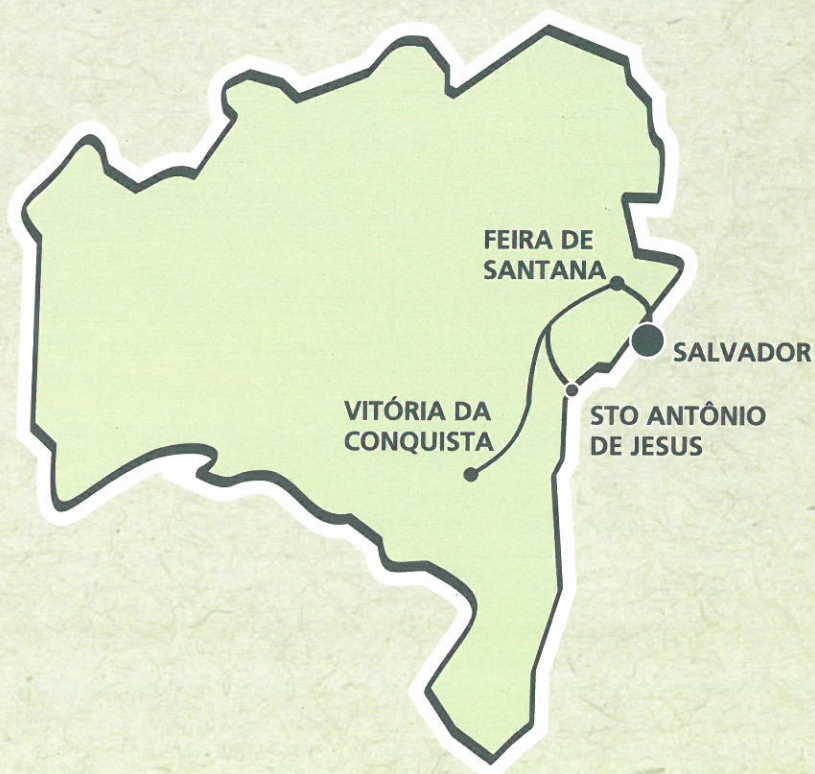 FEIRA DE
SANTANA
SALVADOR
VITÓRIA DA
CONQUISTA
STO ANTÔNIO
DE JESUS